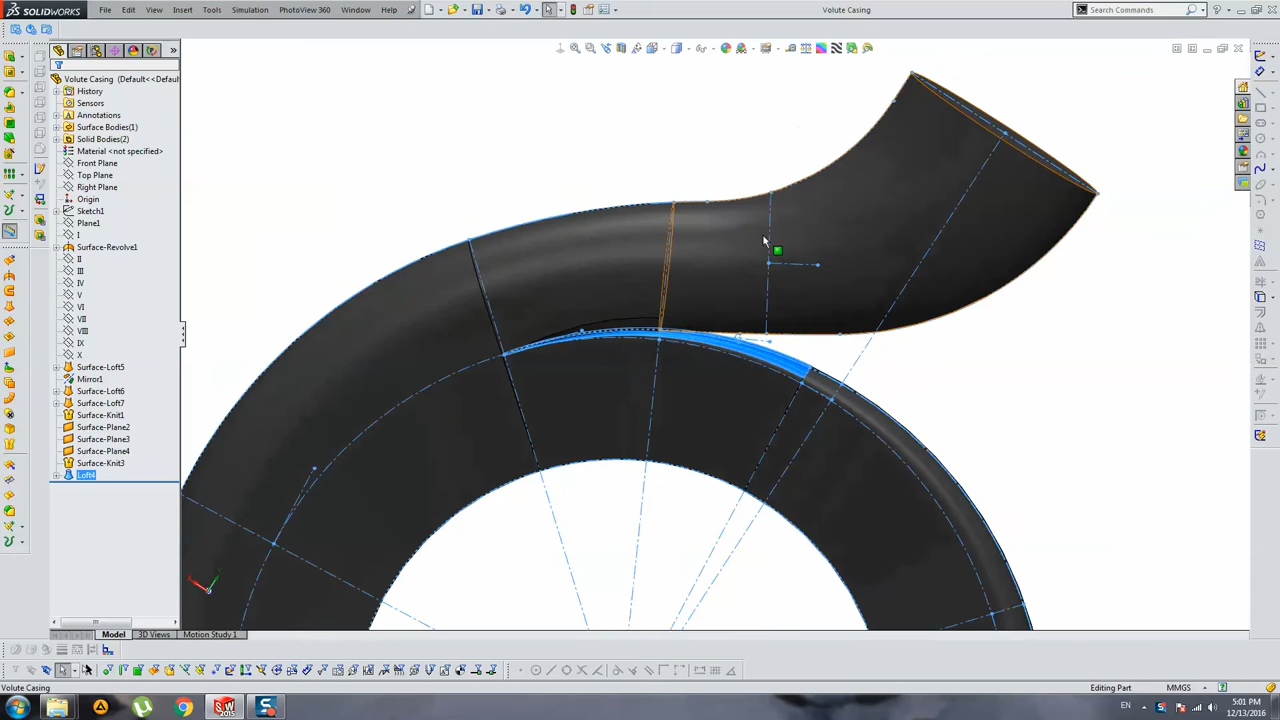 SOLIDWORKS File Edit View Insert Tools Simulation PhotoView 360 Window Help Volute Casing Search Commands
Volute Casing (Default<<Defaul
History
Sensors
Annotations
Surface Bodies(1)
Solid Bodies(2)
Material <not specified>
Front Plane
Top Plane
Right Plane
Origin
Sketch1
Plane1
I
Surface-Revolve1
II
III
IV
V
VI
VII
VIII
IX
X
Surface-Loft5
Mirror1
Surface-Loft6
Surface-Loft7
Surface-Knit1
Surface-Plane2
Surface-Plane3
Surface-Plane4
Surface-Knit3
Loft4
Model 3D Views Motion Study 1
Volute Casing Editing Part MMGS
EN 5:01 PM
12/13/2016